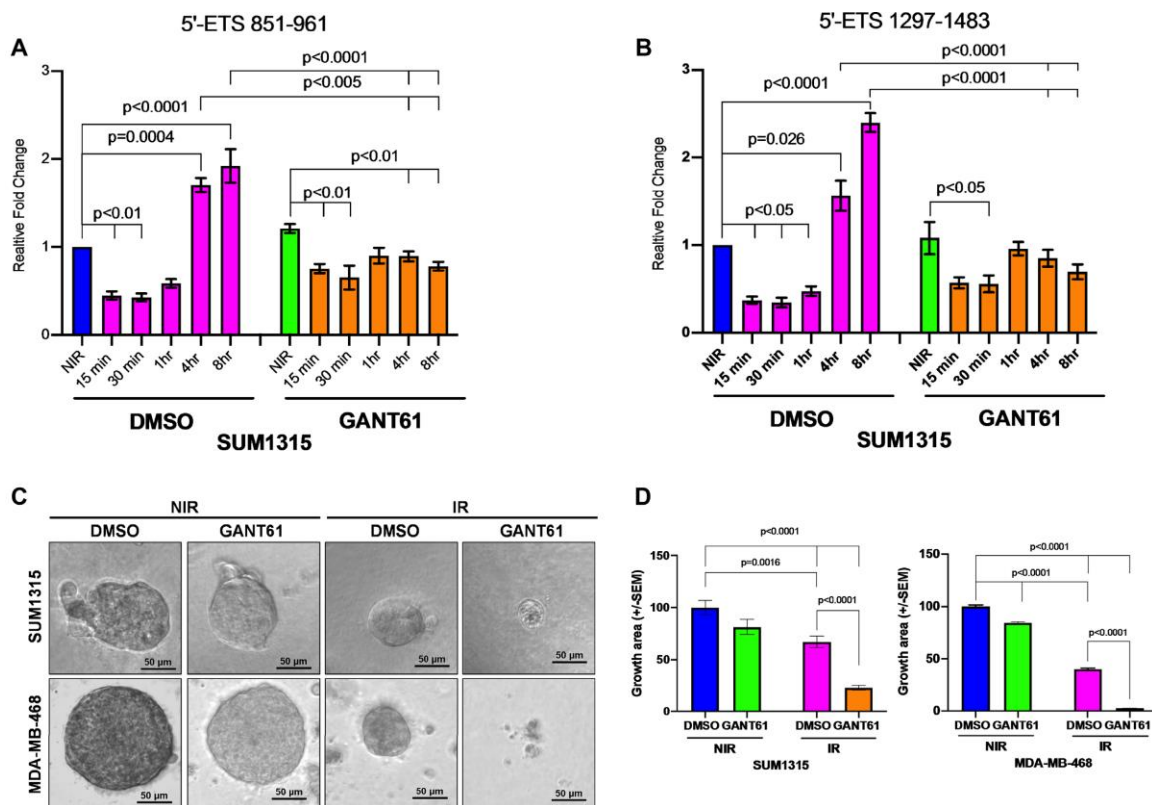 5'-ETS 851-961
A
Realtive Fold Change
3
2
1
0
p<0.0001
p<0.005
p<0.0001
p=0.0004
p<0.01
p<0.01
p<0.01
NIR 15 min 30 min 1hr 4hr 8hr NIR 15 min 30 min 1hr 4hr 8hr
DMSO GANT61
SUM1315
5'-ETS 1297-1483
B
Realtive Fold Change
3
2
1
0
p<0.0001
p<0.0001
p<0.0001
p=0.026
p<0.05
p<0.05
NIR 15 min 30 min 1hr 4hr 8hr NIR 15 min 30 min 1hr 4hr 8hr
DMSO GANT61
SUM1315
C
NIR IR
DMSO GANT61 DMSO GANT61
SUM1315
50 µm 50 µm 50 µm 50 µm
MDA-MB-468
50 µm 50 µm 50 µm 50 µm
D
Growth area (+/-SEM)
150
100
50
0
p<0.0001
p=0.0016
p<0.0001
DMSO GANT61 DMSO GANT61
NIR IR
SUM1315
Growth area (+/-SEM)
150
100
50
0
p<0.0001
p<0.0001
p<0.0001
DMSO GANT61 DMSO GANT61
NIR IR
MDA-MB-468